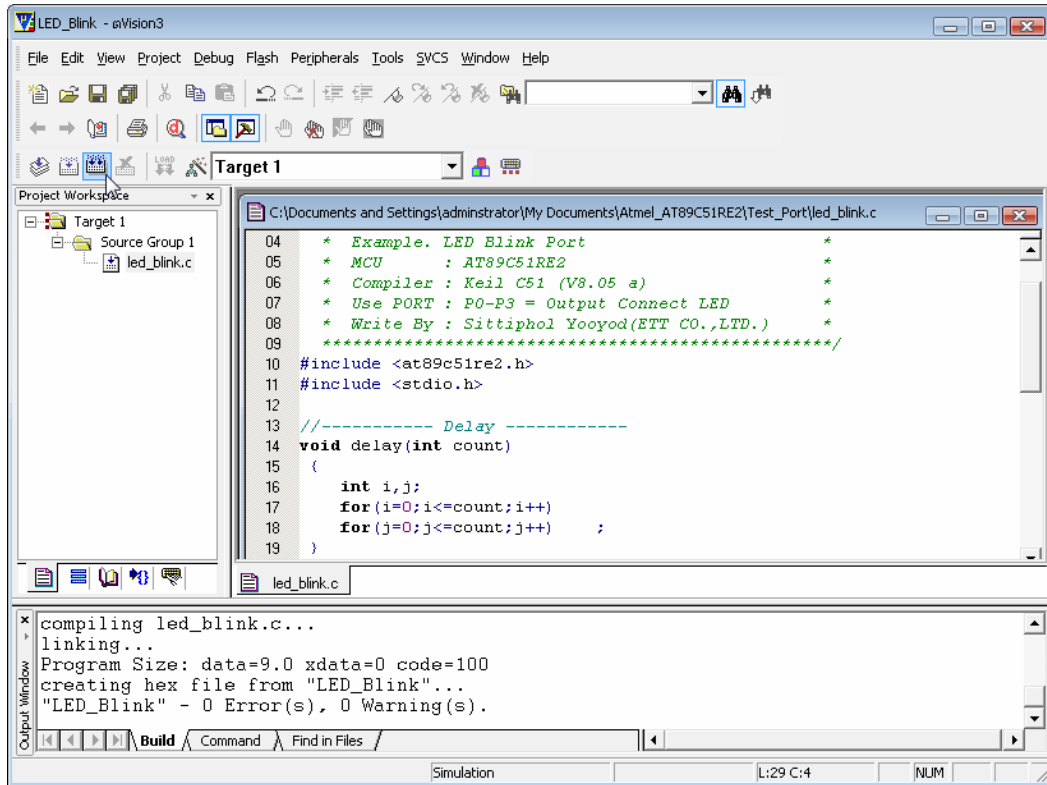 LED_Blink - µVision3
File Edit View Project Debug Flash Peripherals Tools SVCS Window Help
LOAD
Target 1
Project Workspace
Target 1
Source Group 1
led_blink.c
C:\Documents and Settings\adminstrator\My Documents\Atmel_AT89C51RE2\Test_Port\led_blink.c
04 * Example. LED Blink Port *
05 * MCU : AT89C51RE2 *
06 * Compiler : Keil C51 (V8.05 a) *
07 * Use PORT : P0-P3 = Output Connect LED *
08 * Write By : Sittiphol Yooyod(ETT CO.,LTD.) *
09 **************************************************/
10 #include <at89c51re2.h>
11 #include <stdio.h>
12
13 //----------- Delay ------------
14 void delay(int count)
15 {
16 int i,j;
17 for(i=0;i<=count;i++)
18 for(j=0;j<=count;j++) ;
19 }
led_blink.c
compiling led_blink.c...
linking...
Program Size: data=9.0 xdata=0 code=100
creating hex file from "LED_Blink"...
"LED_Blink" - 0 Error(s), 0 Warning(s).
Output Window
Build Command Find in Files
Simulation L:29 C:4 NUM